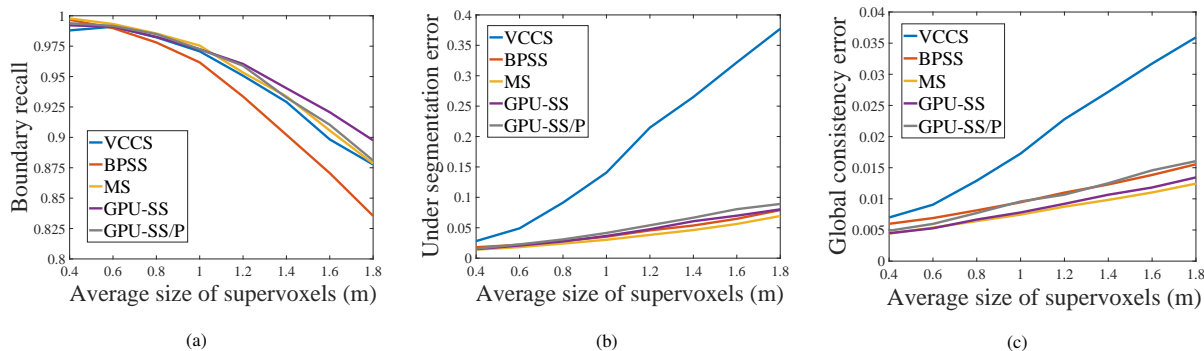 Boundary recall
1
0.975
0.95
0.925
0.9
0.875
0.85
0.825
0.8
VCCS
BPSS
MS
GPU-SS
GPU-SS/P
0.4 0.6 0.8 1 1.2 1.4 1.6 1.8
Average size of supervoxels (m)
(a)
Under segmentation error
0.4
0.35
0.3
0.25
0.2
0.15
0.1
0.05
0
VCCS
BPSS
MS
GPU-SS
GPU-SS/P
0.4 0.6 0.8 1 1.2 1.4 1.6 1.8
Average size of supervoxels (m)
(b)
Global consistency error
0.04
0.035
0.03
0.025
0.02
0.015
0.01
0.005
0
VCCS
BPSS
MS
GPU-SS
GPU-SS/P
0.4 0.6 0.8 1 1.2 1.4 1.6 1.8
Average size of supervoxels (m)
(c)